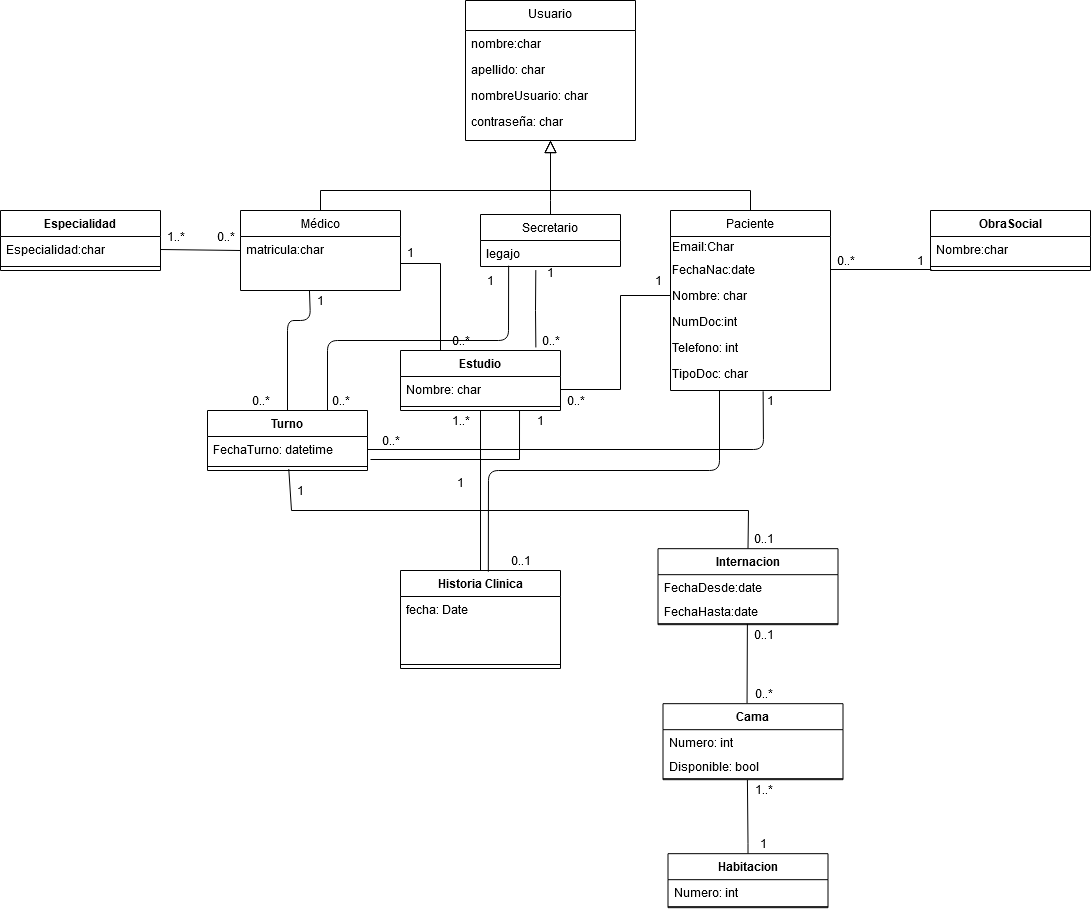 Usuario
nombre:char
apellido: char
nombreUsuario: char
contraseña: char
Especialidad
Especialidad:char
1..*
0..*
Médico
matricula:char
1
1
Secretario
legajo
1
1
Paciente
Email:Char
FechaNac:date
Nombre: char
NumDoc:int
Telefono: int
TipoDoc: char
1
1
0..*
1
ObraSocial
Nombre:char
0..*
0..*
Estudio
Nombre: char
0..*
1..*
1
0..*
0..*
Turno
FechaTurno: datetime
0..*
1
1
0..1
Historia Clinica
fecha: Date
0..1
Internacion
FechaDesde:date
FechaHasta:date
0..1
0..*
Cama
Numero: int
Disponible: bool
1..*
1
Habitacion
Numero: int